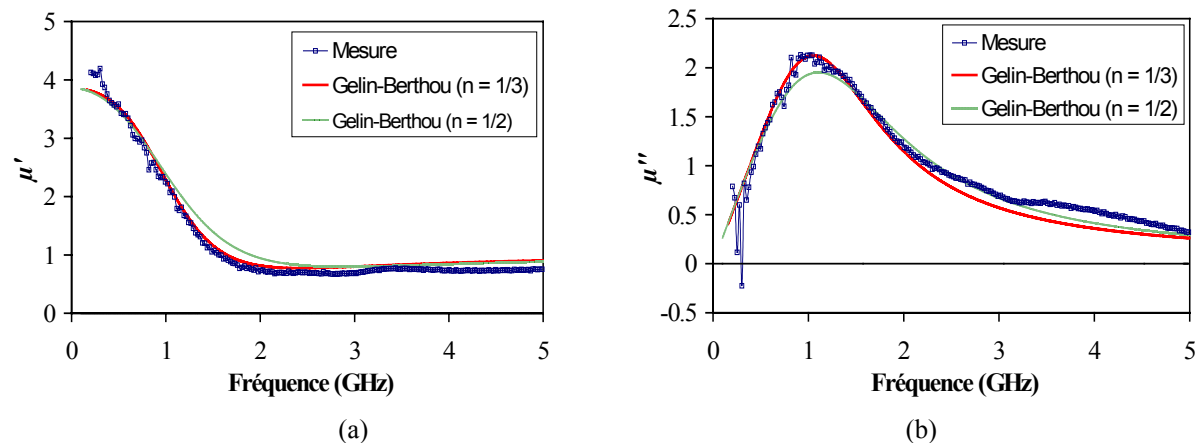 5
4
3
2
1
0
μ′
0 1 2 3 4 5
Fréquence (GHz)
Mesure
Gelin-Berthou (n = 1/3)
Gelin-Berthou (n = 1/2)
(a)
2.5
2
1.5
1
0.5
0
-0.5
μ″
0 1 2 3 4 5
Fréquence (GHz)
Mesure
Gelin-Berthou (n = 1/3)
Gelin-Berthou (n = 1/2)
(b)